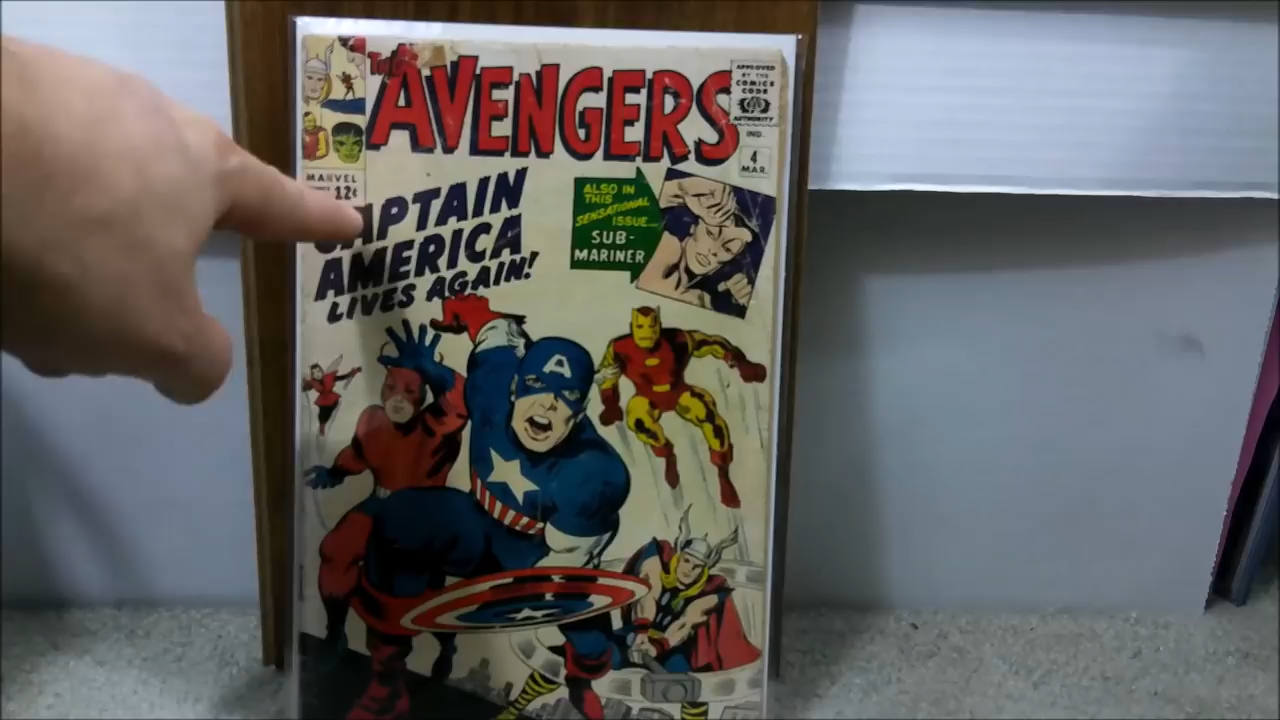 THE
AVENGERS
APPROVED
BY THE
COMICS
CODE
AUTHORITY
IND.
4
MAR.
MARVEL
12¢
CAPTAIN
AMERICA
LIVES AGAIN!
ALSO IN
THIS
SENSATIONAL
ISSUE...
SUB-
MARINER
A